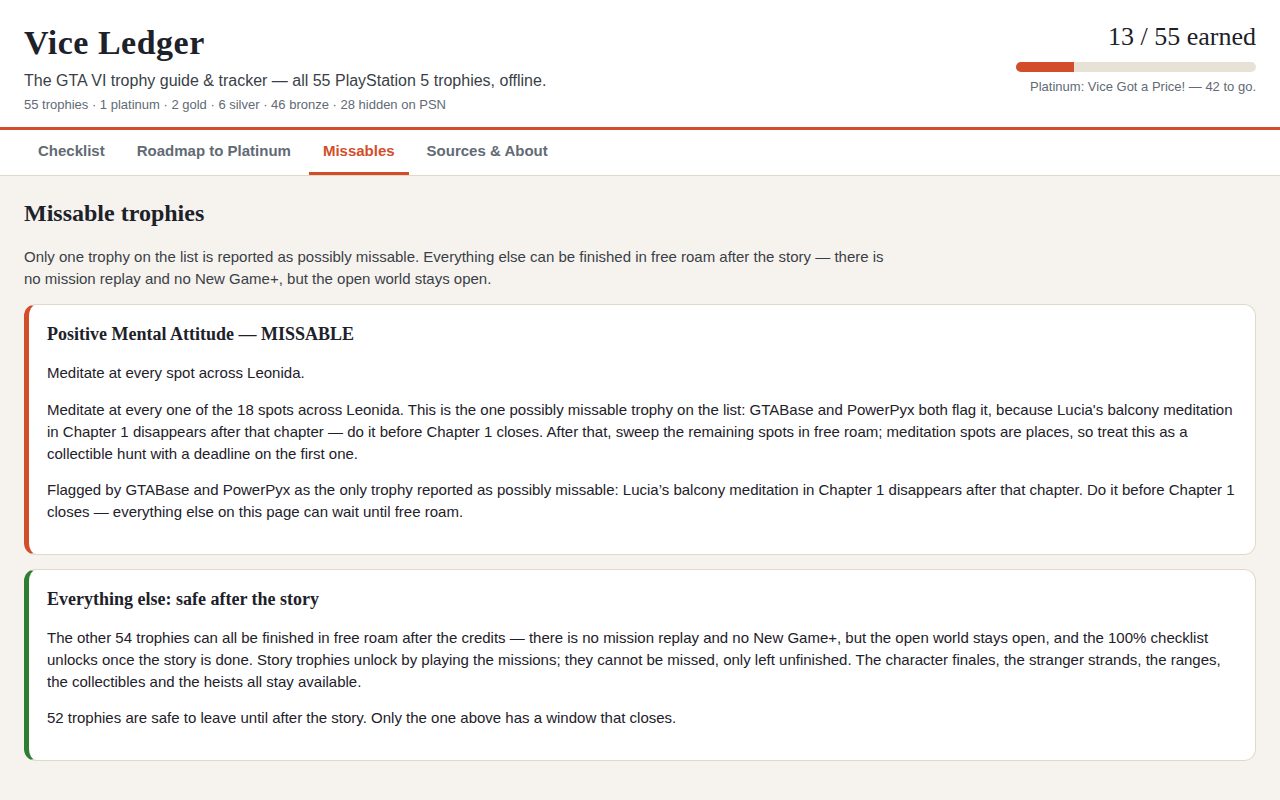 Vice Ledger
The GTA VI trophy guide & tracker — all 55 PlayStation 5 trophies, offline.
55 trophies · 1 platinum · 2 gold · 6 silver · 46 bronze · 28 hidden on PSN
13 / 55 earned
Platinum: Vice Got a Price! — 42 to go.
Checklist
Roadmap to Platinum
Missables
Sources & About
Missable trophies
Only one trophy on the list is reported as possibly missable. Everything else can be finished in free roam after the story — there is
no mission replay and no New Game+, but the open world stays open.
Positive Mental Attitude — MISSABLE
Meditate at every spot across Leonida.
Meditate at every one of the 18 spots across Leonida. This is the one possibly missable trophy on the list: GTABase and PowerPyx both flag it, because Lucia's balcony meditation
in Chapter 1 disappears after that chapter — do it before Chapter 1 closes. After that, sweep the remaining spots in free roam; meditation spots are places, so treat this as a
collectible hunt with a deadline on the first one.
Flagged by GTABase and PowerPyx as the only trophy reported as possibly missable: Lucia’s balcony meditation in Chapter 1 disappears after that chapter. Do it before Chapter 1
closes — everything else on this page can wait until free roam.
Everything else: safe after the story
The other 54 trophies can all be finished in free roam after the credits — there is no mission replay and no New Game+, but the open world stays open, and the 100% checklist
unlocks once the story is done. Story trophies unlock by playing the missions; they cannot be missed, only left unfinished. The character finales, the stranger strands, the ranges,
the collectibles and the heists all stay available.
52 trophies are safe to leave until after the story. Only the one above has a window that closes.